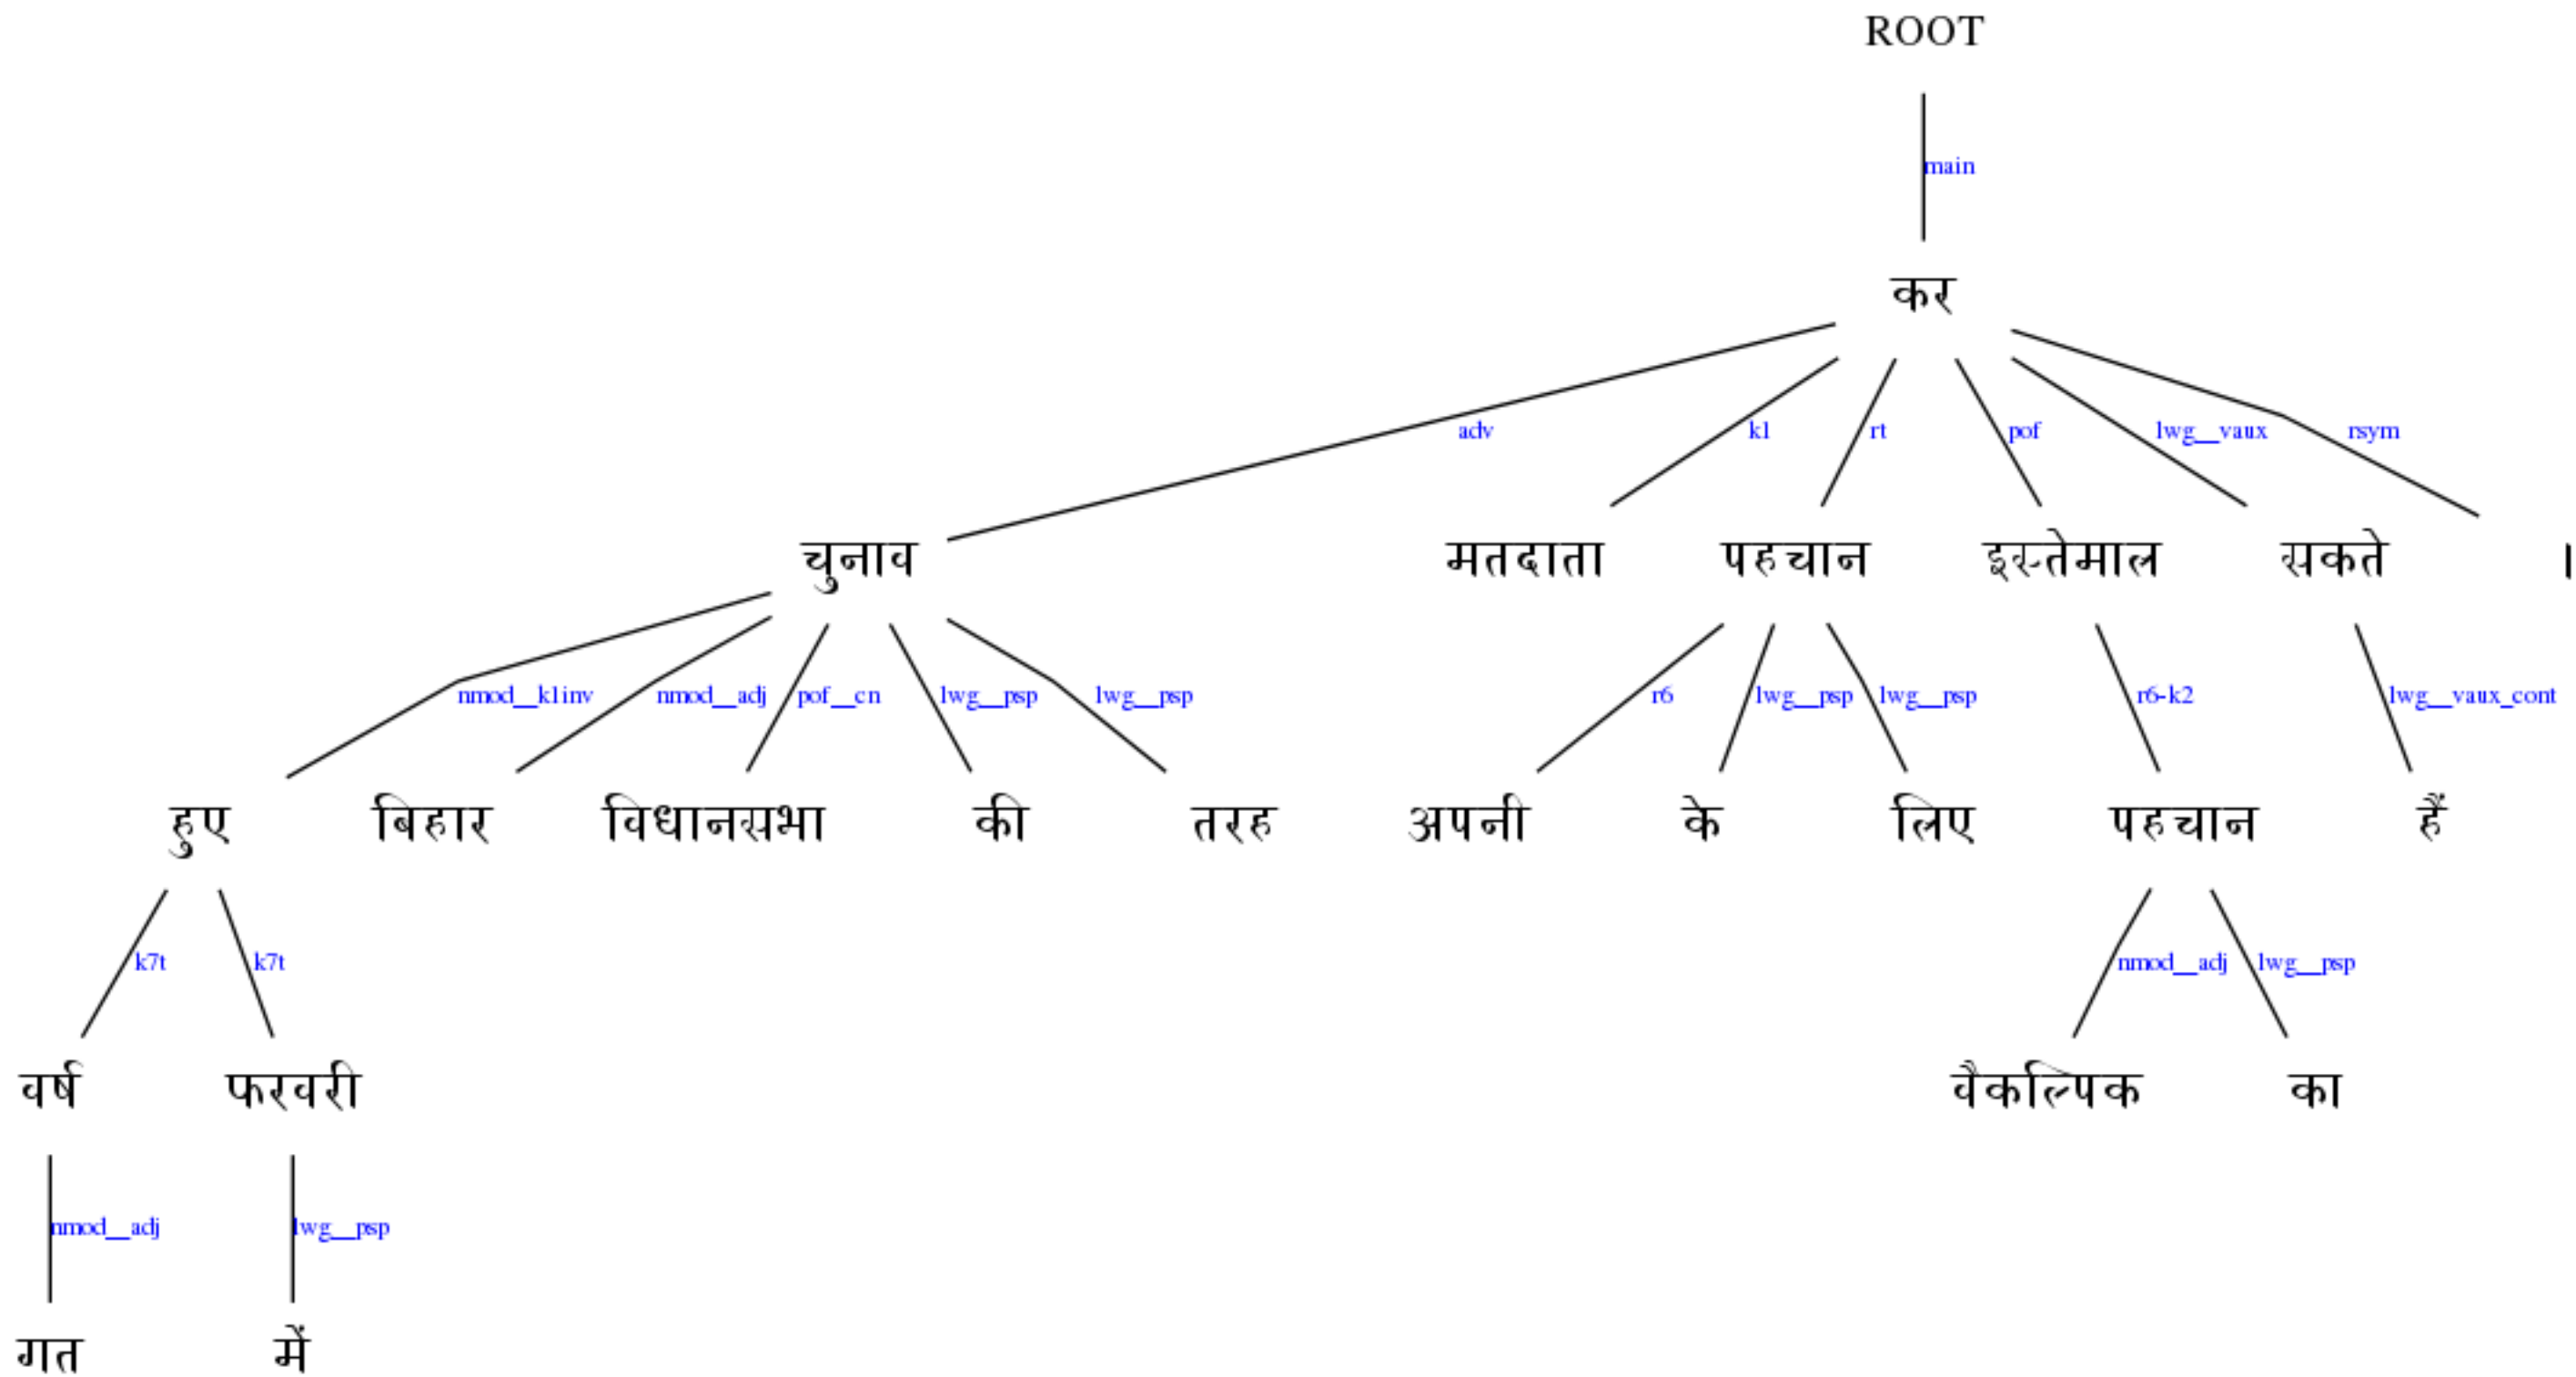 ROOT
main
कर
adv k1 rt pof lwg__vaux rsym
चुनाव मतदाता पहचान इस्तेमाल सकते ।
nmod__k1inv nmod__adj pof__cn lwg__psp lwg__psp r6 lwg__psp lwg__psp r6-k2 lwg__vaux_cont
हुए बिहार विधानसभा की तरह अपनी के लिए पहचान हैं
k7t k7t nmod__adj lwg__psp
वर्ष फरवरी वैकल्पिक का
nmod__adj lwg__psp
गत में